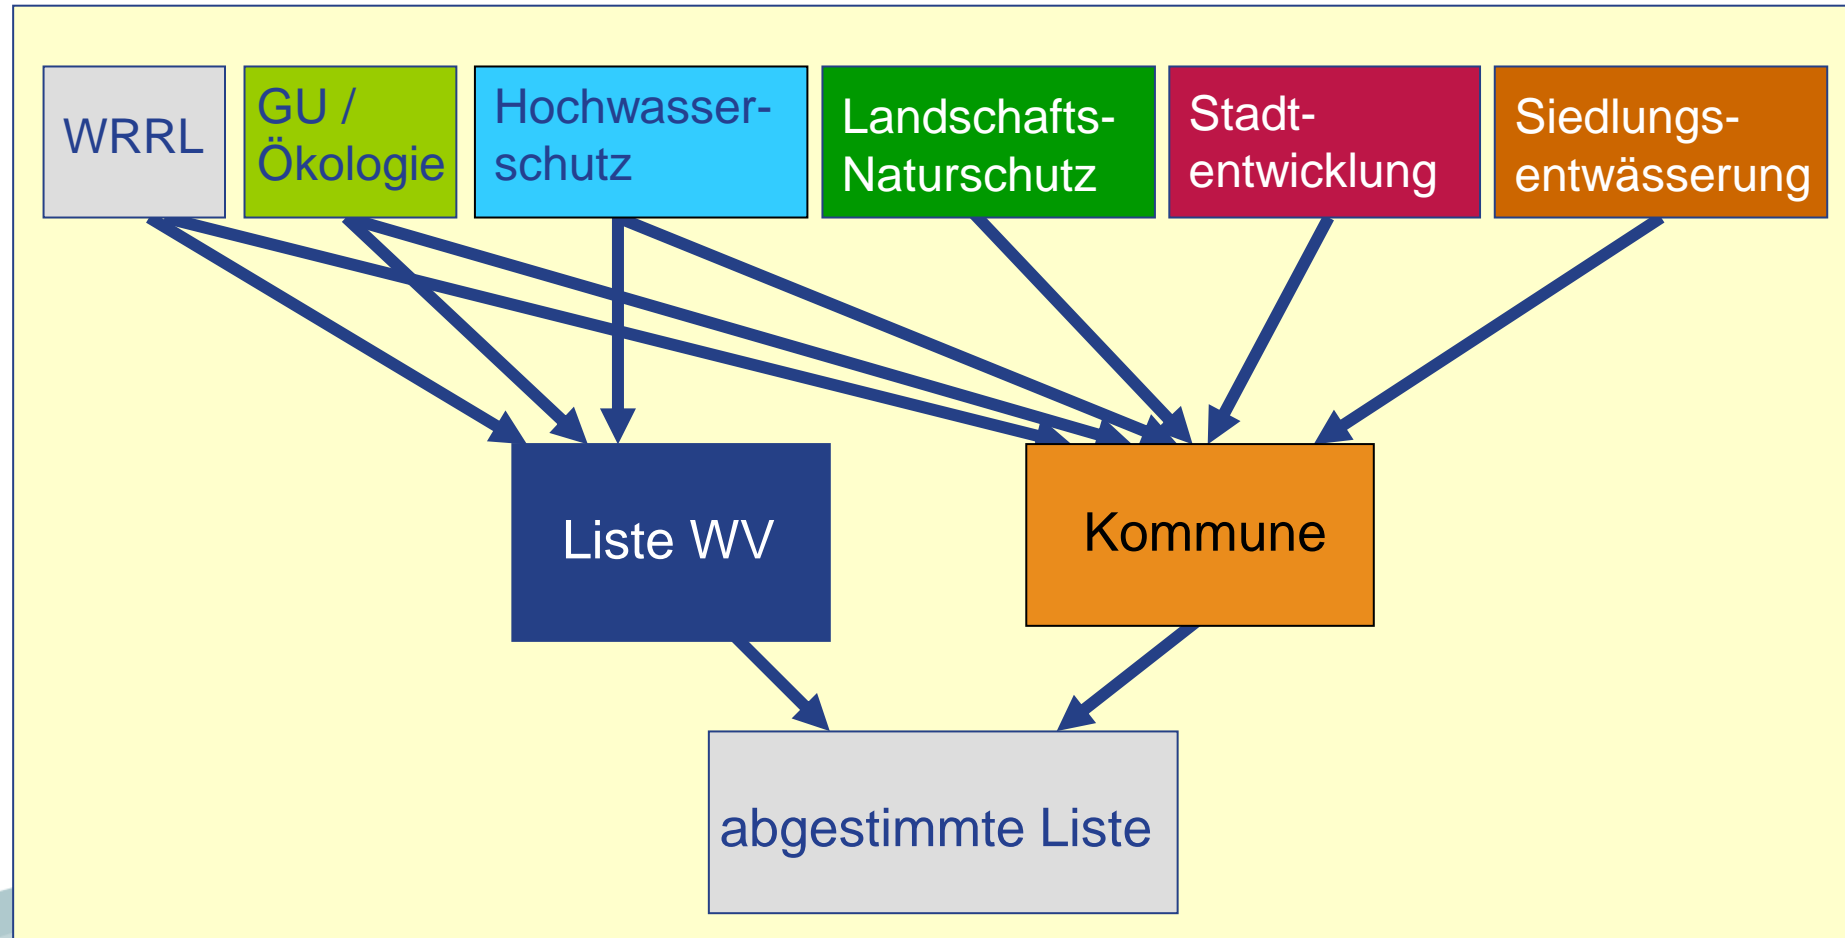 WRRL
GU /
Ökologie
Hochwasser-
schutz
Landschafts-
Naturschutz
Stadt-
entwicklung
Siedlungs-
entwässerung
Liste WV
Kommune
abgestimmte Liste